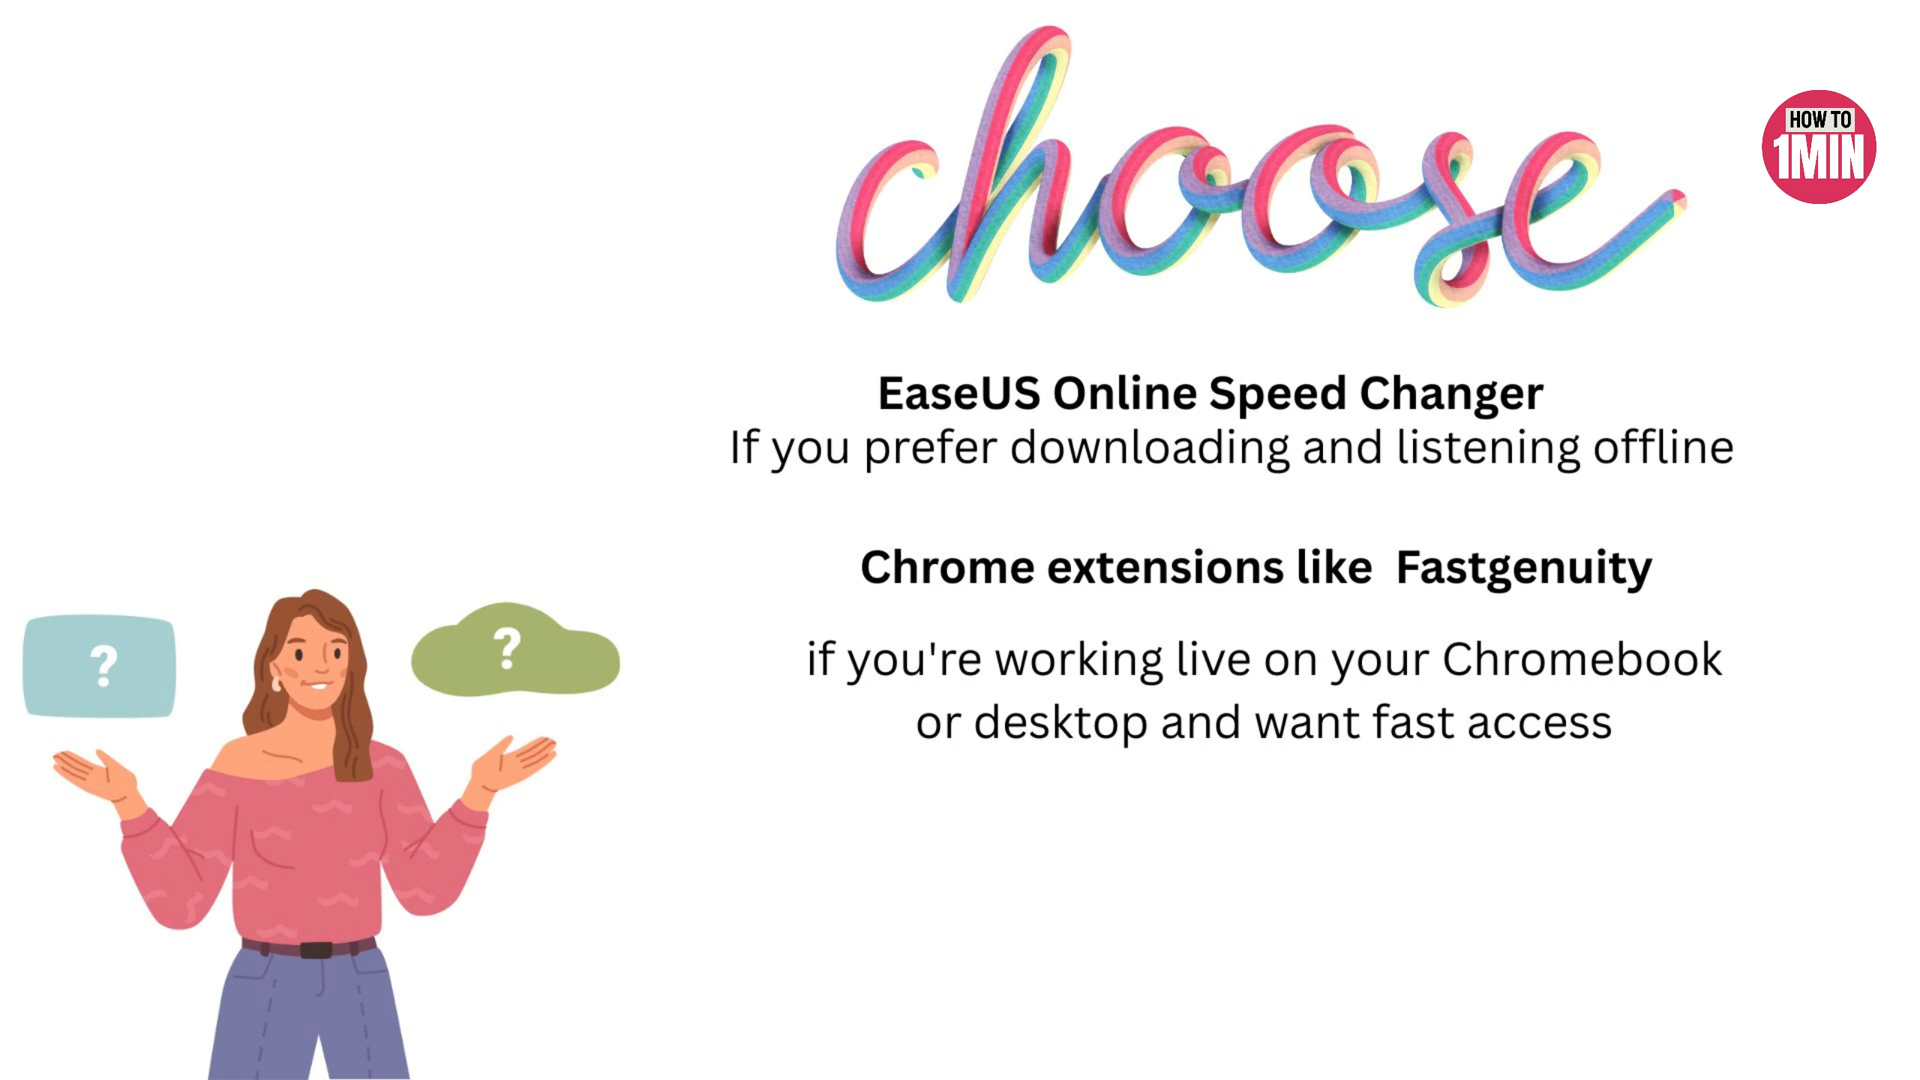 choose
HOW TO
1MIN
EaseUS Online Speed Changer
If you prefer downloading and listening offline
Chrome extensions like  Fastgenuity
if you're working live on your Chromebook
or desktop and want fast access
?
?